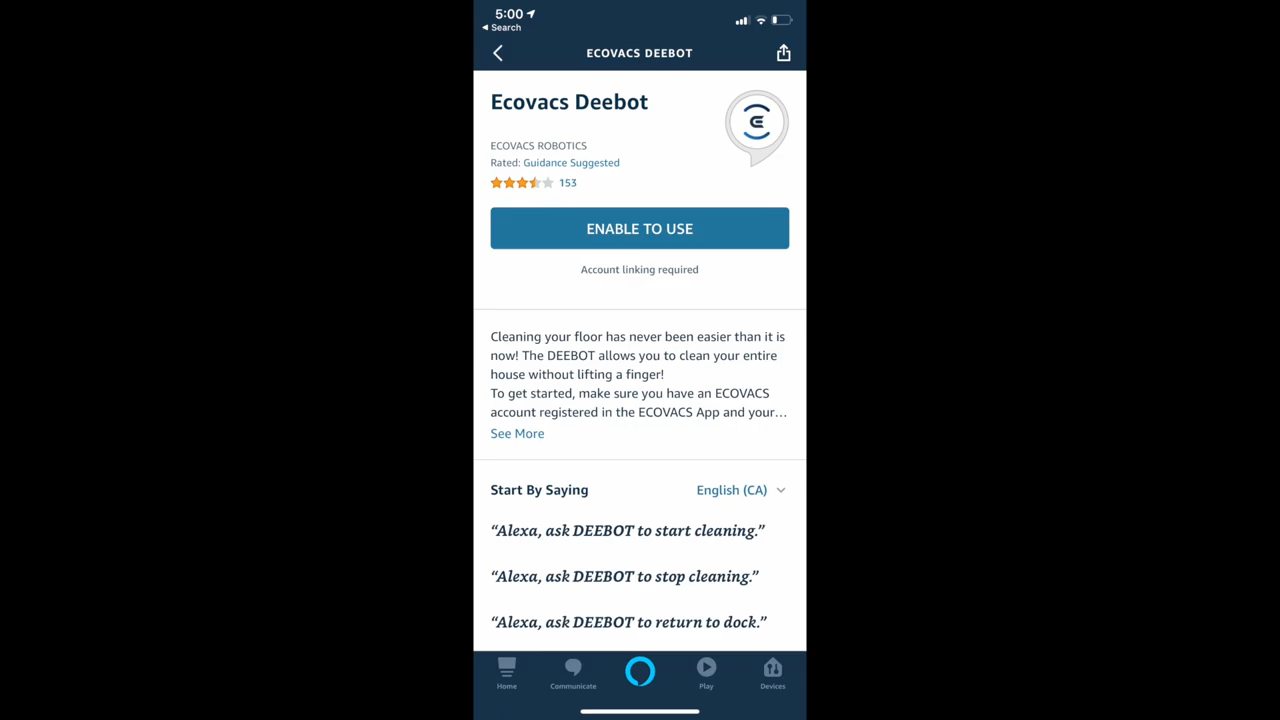 5:00
Search
ECOVACS DEEBOT
Ecovacs Deebot
ECOVACS ROBOTICS
Rated: Guidance Suggested
153
ENABLE TO USE
Account linking required
Cleaning your floor has never been easier than it is
now! The DEEBOT allows you to clean your entire
house without lifting a finger!
To get started, make sure you have an ECOVACS
account registered in the ECOVACS App and your...
See More
Start By Saying English (CA)
“Alexa, ask DEEBOT to start cleaning.”
“Alexa, ask DEEBOT to stop cleaning.”
“Alexa, ask DEEBOT to return to dock.”
Home Communicate Play Devices